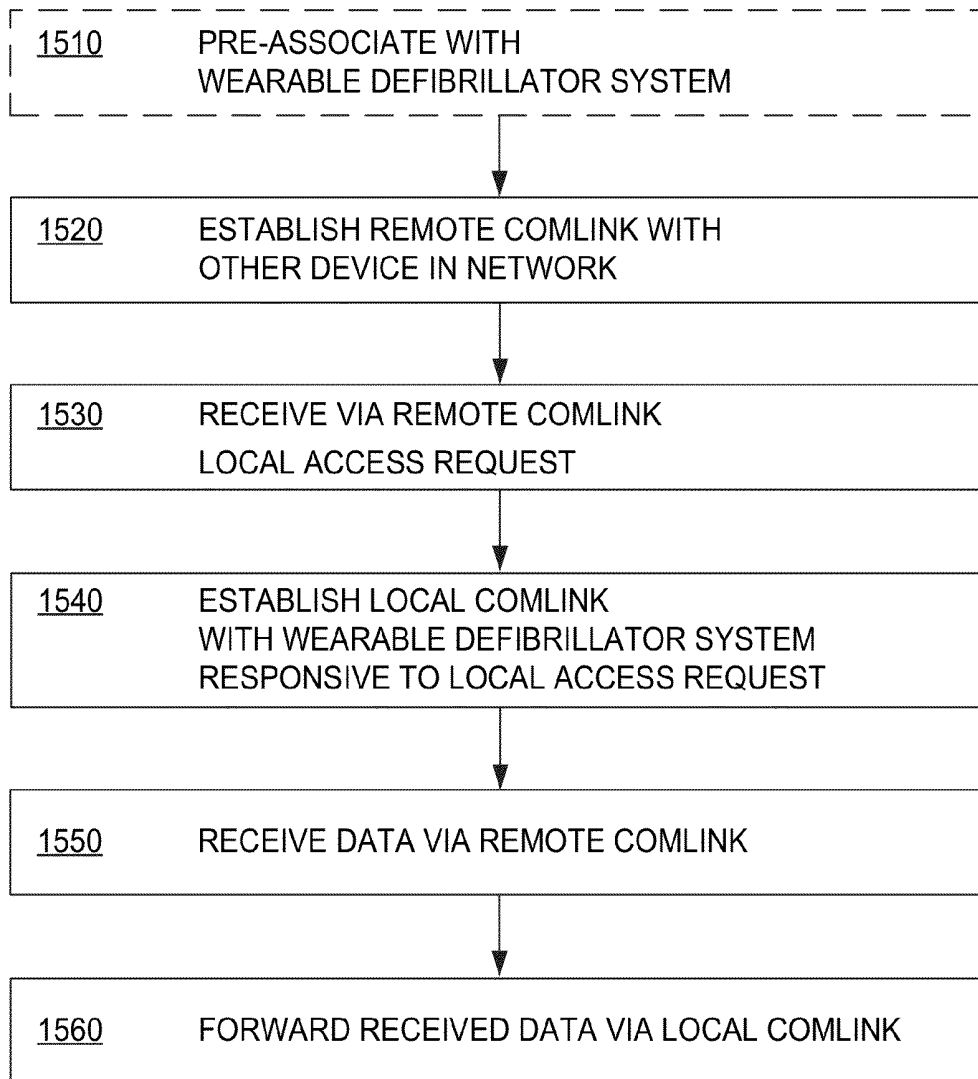 1510 PRE-ASSOCIATE WITH
WEARABLE DEFIBRILLATOR SYSTEM
1520 ESTABLISH REMOTE COMLINK WITH
OTHER DEVICE IN NETWORK
1530 RECEIVE VIA REMOTE COMLINK
LOCAL ACCESS REQUEST
1540 ESTABLISH LOCAL COMLINK
WITH WEARABLE DEFIBRILLATOR SYSTEM
RESPONSIVE TO LOCAL ACCESS REQUEST
1550 RECEIVE DATA VIA REMOTE COMLINK
1560 FORWARD RECEIVED DATA VIA LOCAL COMLINK